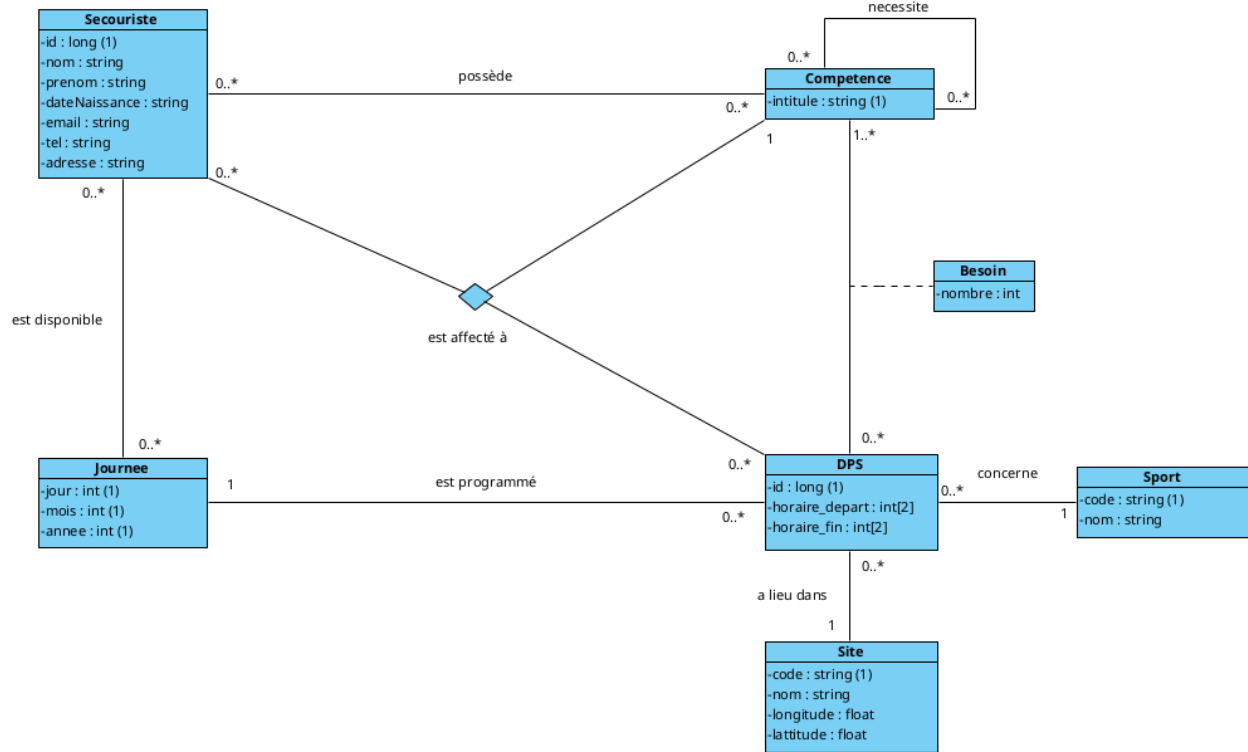 necessite
Secouriste
-id : long (1)
-nom : string
-prenom : string
-dateNaissance : string
-email : string
-tel : string
-adresse : string
0..*
possède
0..*
0..*
Competence
-intitule : string (1)
0..*
0..*
0..*
1
1..*
Besoin
-nombre : int
est disponible
est affecté à
0..*
0..*
0..*
Journee
-jour : int (1)
-mois : int (1)
-annee : int (1)
1
est programmé
0..*
DPS
-id : long (1)
-horaire_depart : int[2]
-horaire_fin : int[2]
concerne
0..*
1
Sport
-code : string (1)
-nom : string
0..*
a lieu dans
1
Site
-code : string (1)
-nom : string
-longitude : float
-lattitude : float